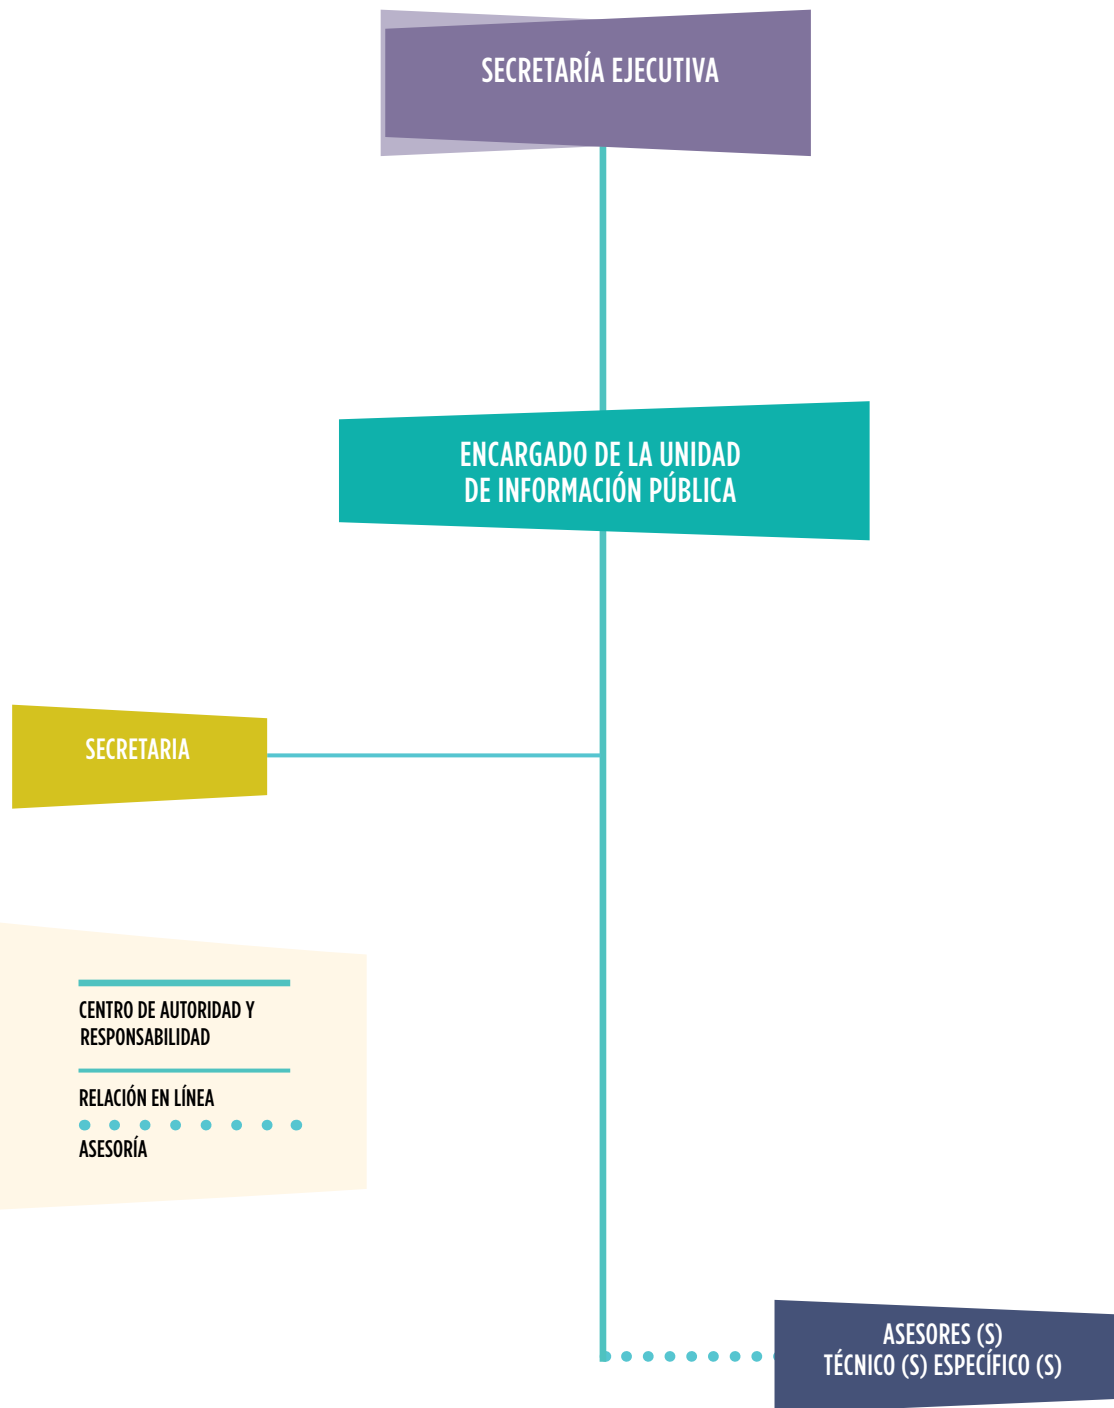 SECRETARÍA EJECUTIVA
ENCARGADO DE LA UNIDAD
DE INFORMACIÓN PÚBLICA
SECRETARIA
CENTRO DE AUTORIDAD Y
RESPONSABILIDAD
RELACIÓN EN LÍNEA
ASESORÍA
ASESORES (S)
TÉCNICO (S) ESPECÍFICO (S)